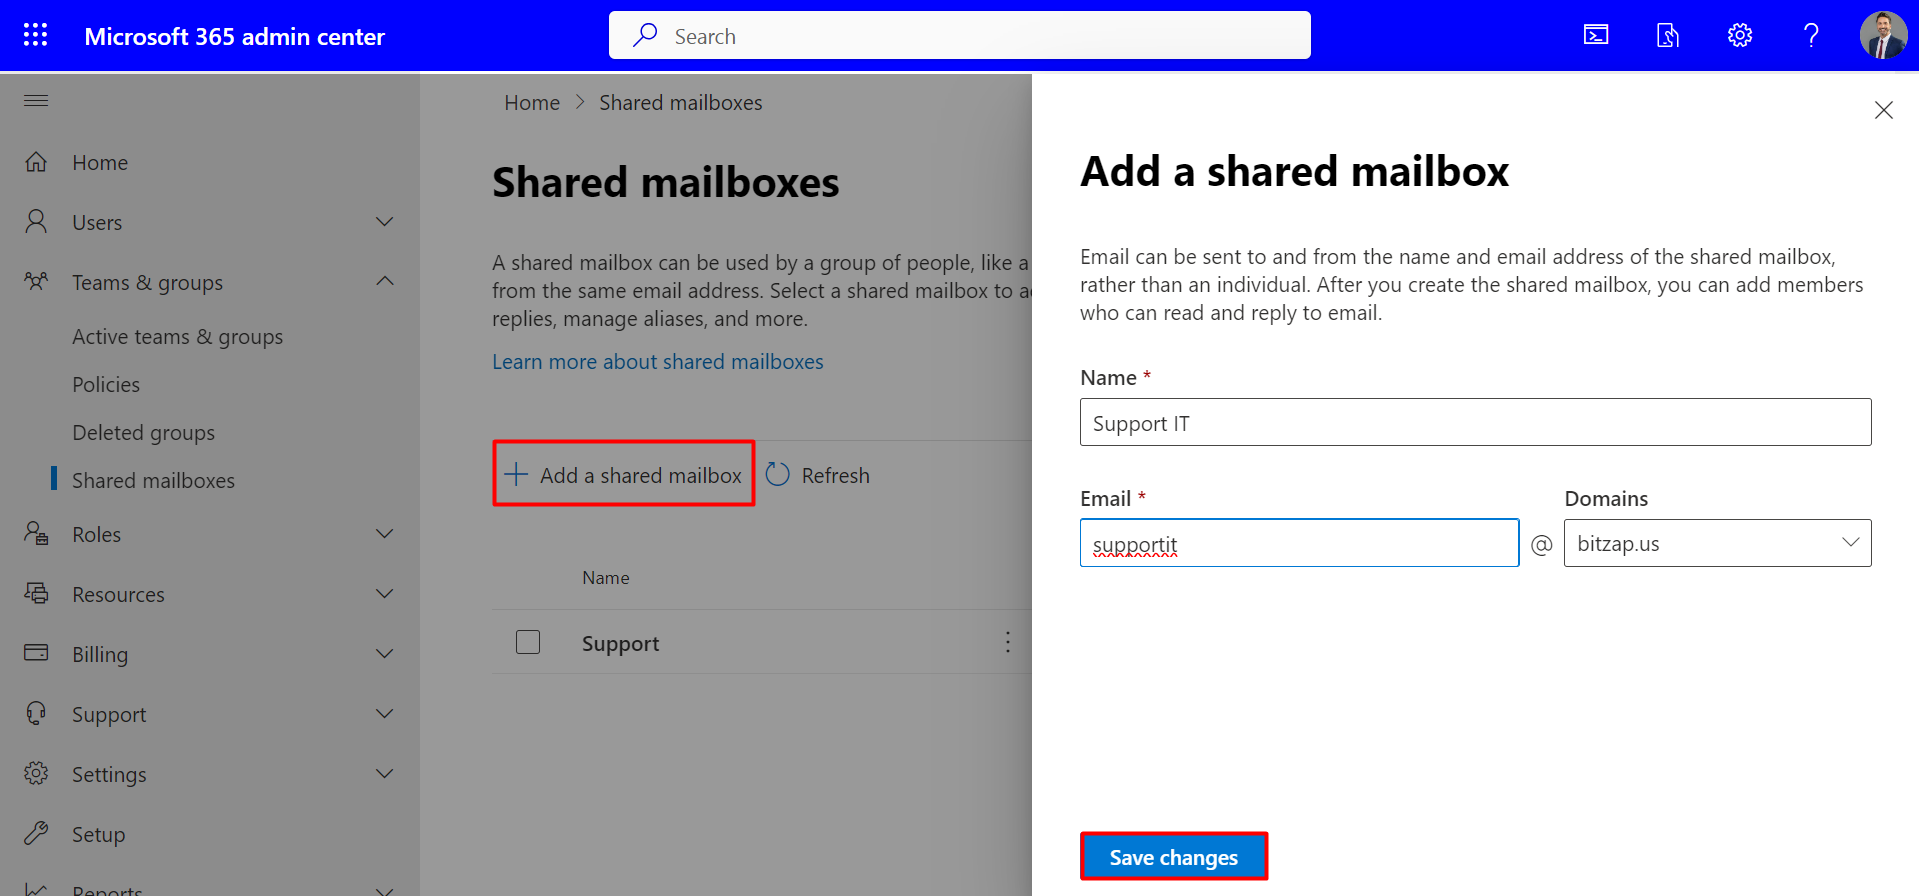 Microsoft 365 admin center
Search
Home
Users
Teams & groups
Active teams & groups
Policies
Deleted groups
Shared mailboxes
Roles
Resources
Billing
Support
Settings
Setup
Reports
Home > Shared mailboxes
Shared mailboxes
A shared mailbox can be used by a group of people, like a
from the same email address. Select a shared mailbox to
replies, manage aliases, and more.
Learn more about shared mailboxes
Add a shared mailbox
Refresh
Name
Support
Add a shared mailbox
Email can be sent to and from the name and email address of the shared mailbox,
rather than an individual. After you create the shared mailbox, you can add members
who can read and reply to email.
Name *
Support IT
Email *
Domains
supportit @ bitzap.us
Save changes